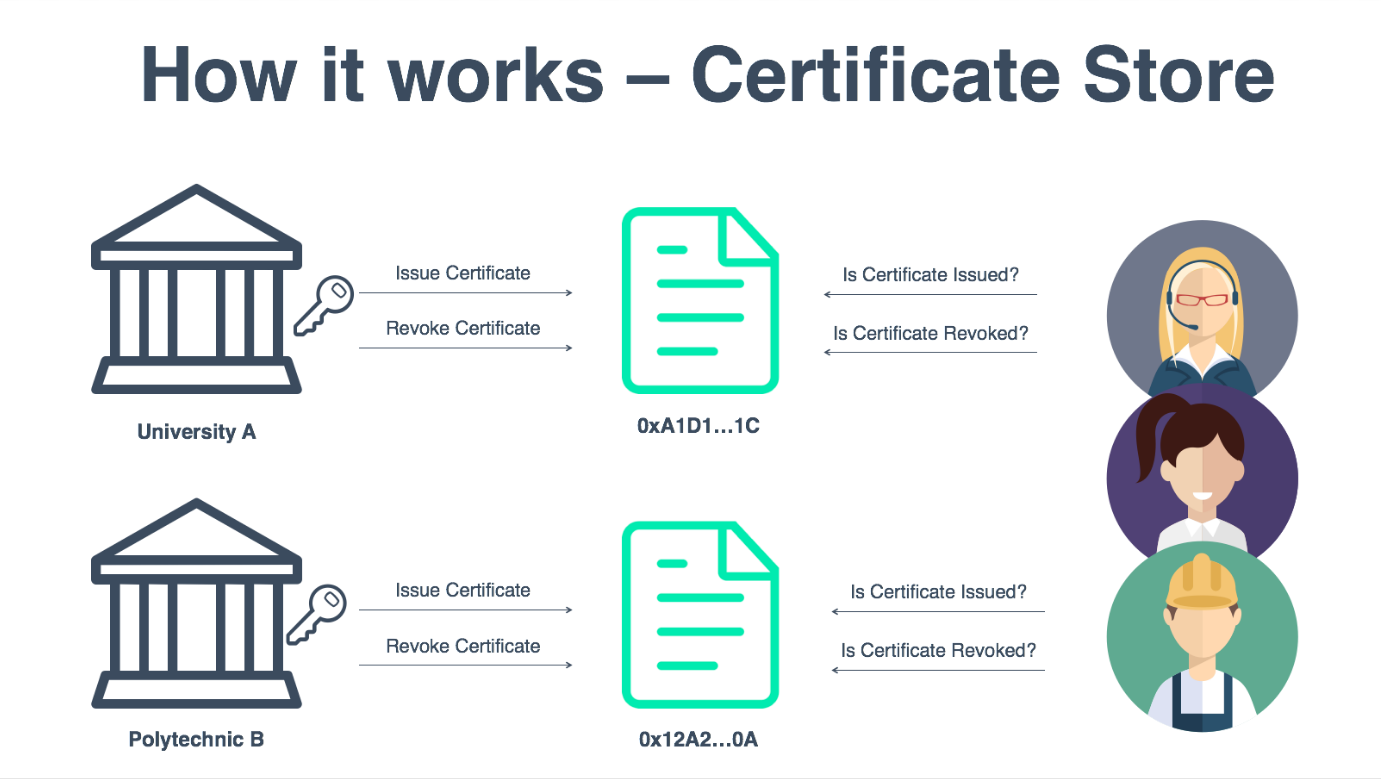 How it works – Certificate Store
Issue Certificate
Revoke Certificate
Is Certificate Issued?
Is Certificate Revoked?
University A
0xA1D1...1C
Issue Certificate
Revoke Certificate
Is Certificate Issued?
Is Certificate Revoked?
Polytechnic B
0x12A2...0A